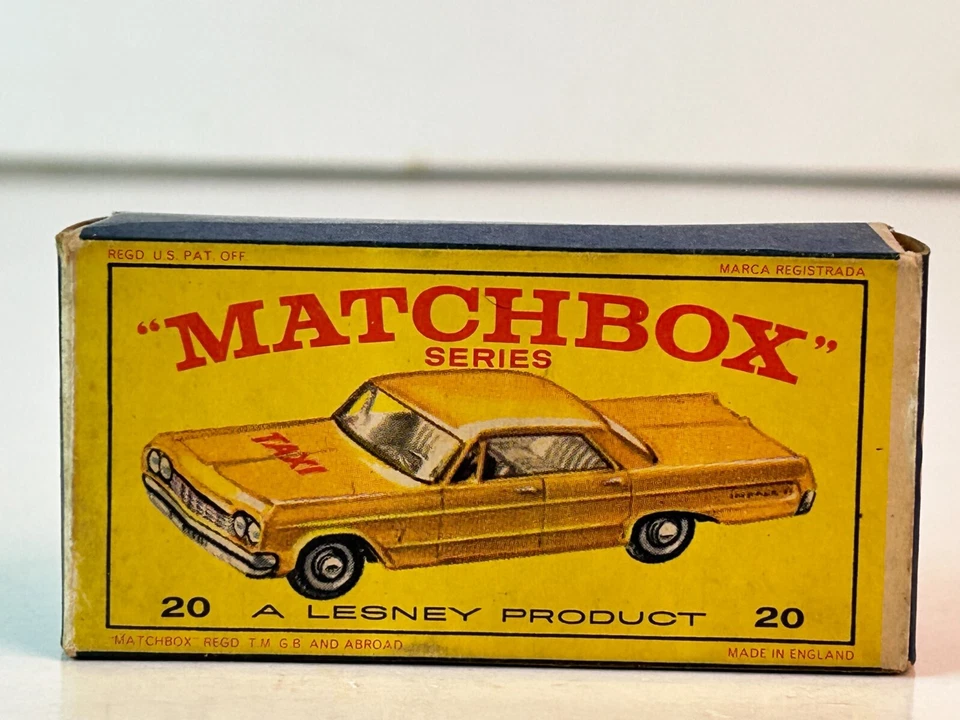 REGD U.S. PAT. OFF.
MARCA REGISTRADA
"MATCHBOX"
SERIES
TAXI
20 A LESNEY PRODUCT 20
"MATCHBOX" REGD T.M. G.B. AND ABROAD
MADE IN ENGLAND